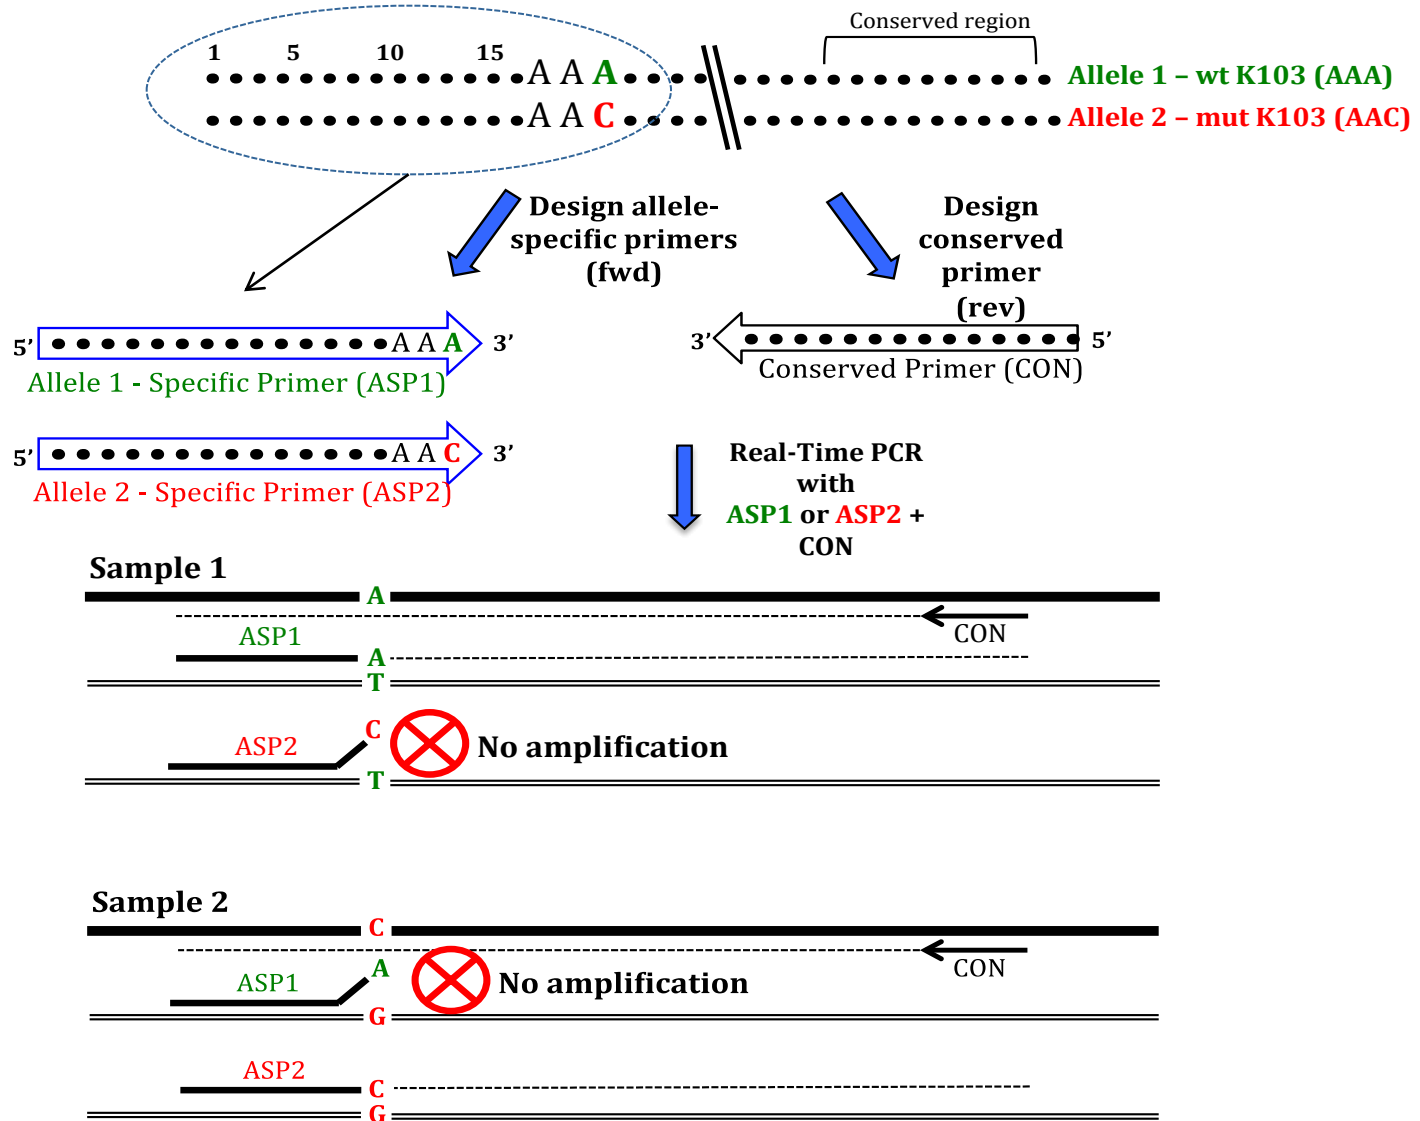 Conserved region
1 5 10 15
A A A Allele 1 – wt K103 (AAA)
A A C Allele 2 – mut K103 (AAC)
Design allele-
specific primers
(fwd)
Design
conserved
primer
(rev)
5’ A A A 3’
Allele 1 - Specific Primer (ASP1)
3’ 5’
Conserved Primer (CON)
5’ A A C 3’
Allele 2 - Specific Primer (ASP2)
Real-Time PCR
with
ASP1 or ASP2 +
CON
Sample 1
A
CON
ASP1
A
T
C
ASP2
No amplification
T
Sample 2
C
CON
A
ASP1
No amplification
G
ASP2
C
G